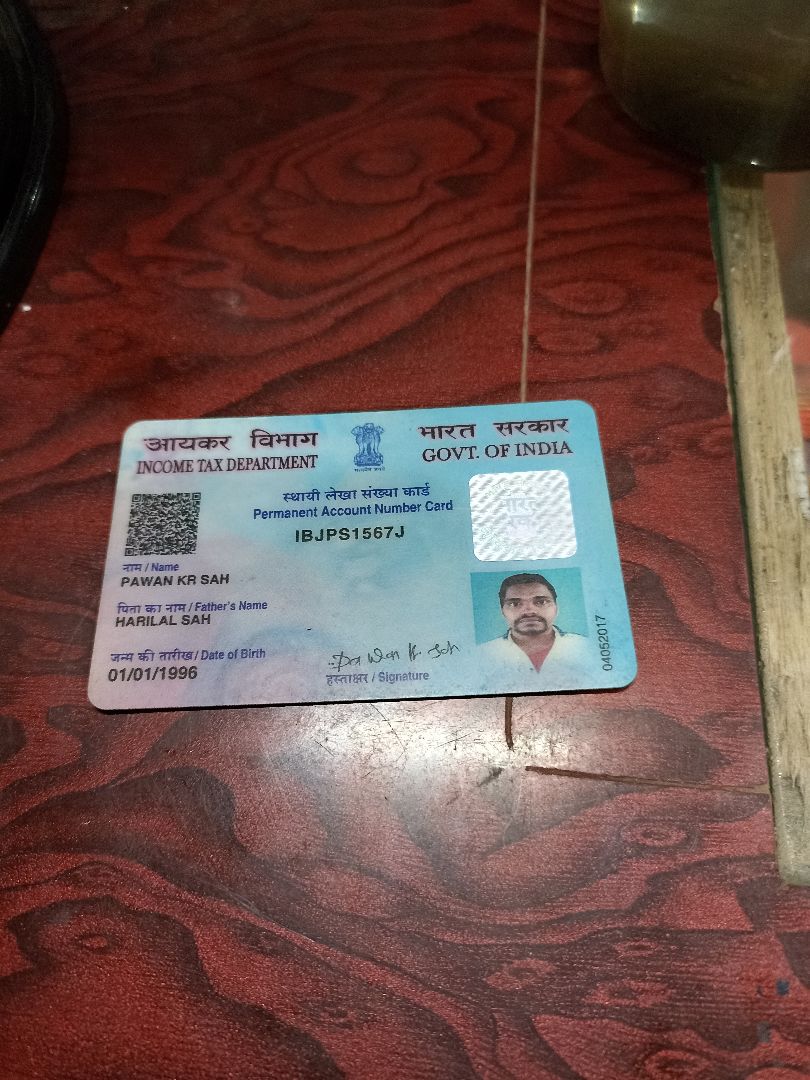 आयकर विभाग
INCOME TAX DEPARTMENT
भारत सरकार
GOVT. OF INDIA
स्थायी लेखा संख्या कार्ड
Permanent Account Number Card
IBJPS1567J
नाम / Name
PAWAN KR SAH
पिता का नाम / Father's Name
HARILAL SAH
जन्म की तारीख / Date of Birth
01/01/1996
Pawan Kr. Sah
हस्ताक्षर / Signature
04052017